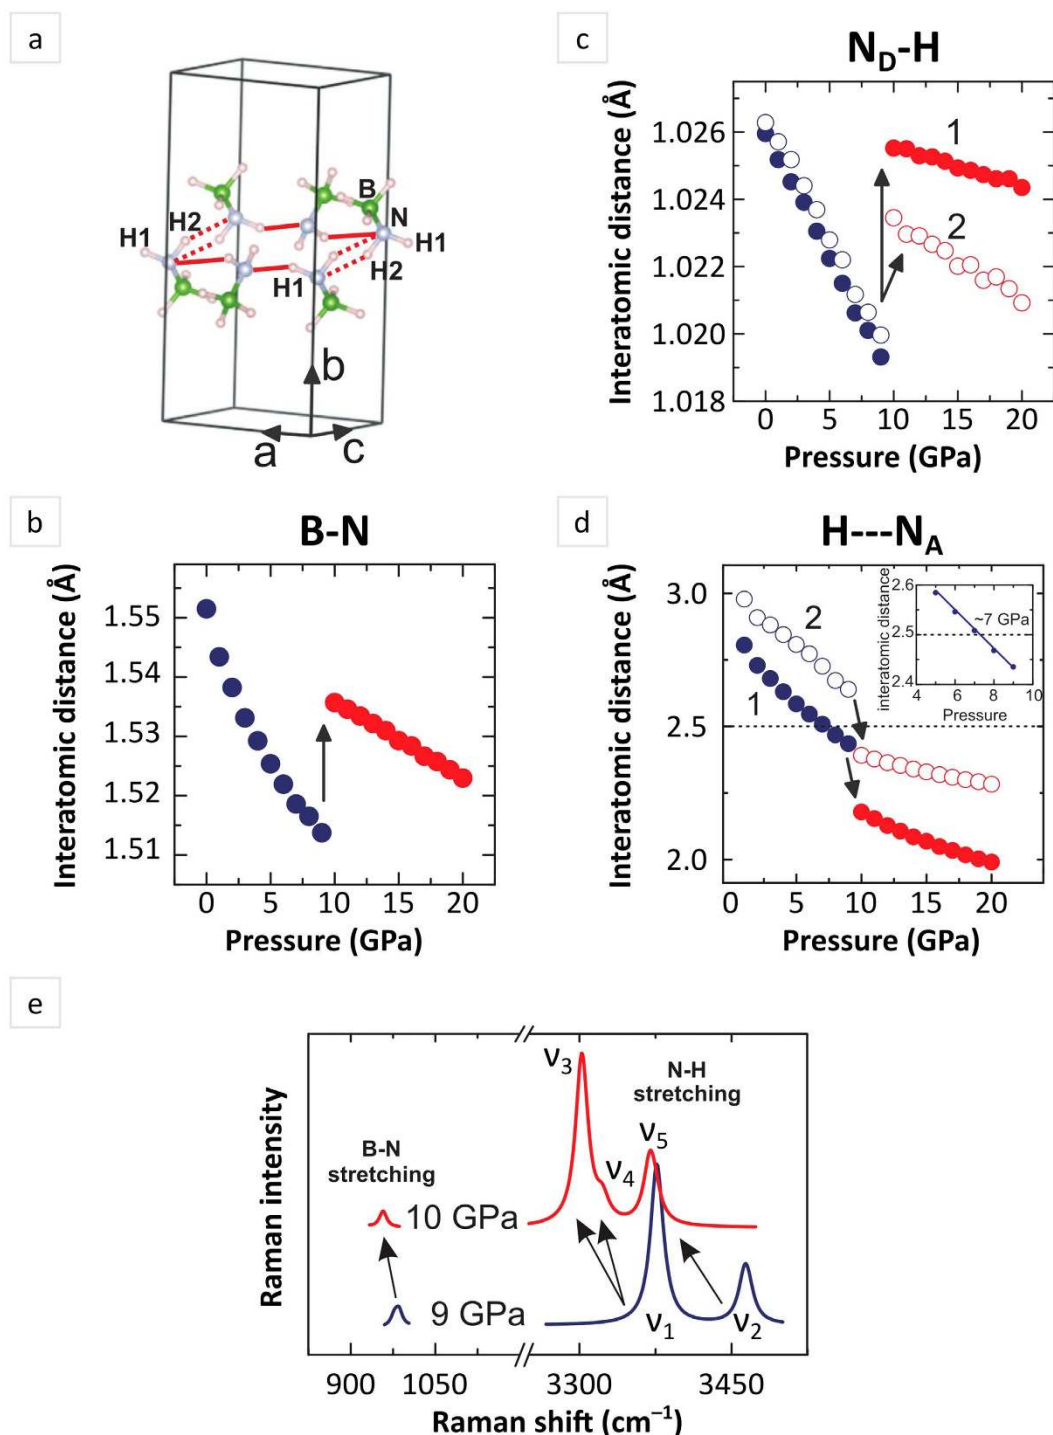 a
H2
H1
B
N
H1
H2
H1
b
a
c
b
B-N
Interatomic distance (Å)
1.55
1.54
1.53
1.52
1.51
0 5 10 15 20
Pressure (GPa)
c
N_D-H
Interatomic distance (Å)
1.026
1.024
1.022
1.020
1.018
1
2
0 5 10 15 20
Pressure (GPa)
d
H---N_A
Interatomic distance (Å)
3.0
2.5
2.0
2
1
0 5 10 15 20
Pressure (GPa)
interatomic distance
2.6
2.5
2.4
~7 GPa
4 6 8 10
Pressure
e
Raman intensity
ν₃
N-H
stretching
ν₅
ν₄
B-N
stretching
10 GPa
9 GPa
ν₁
ν₂
900 1050 3300 3450
Raman shift (cm⁻¹)